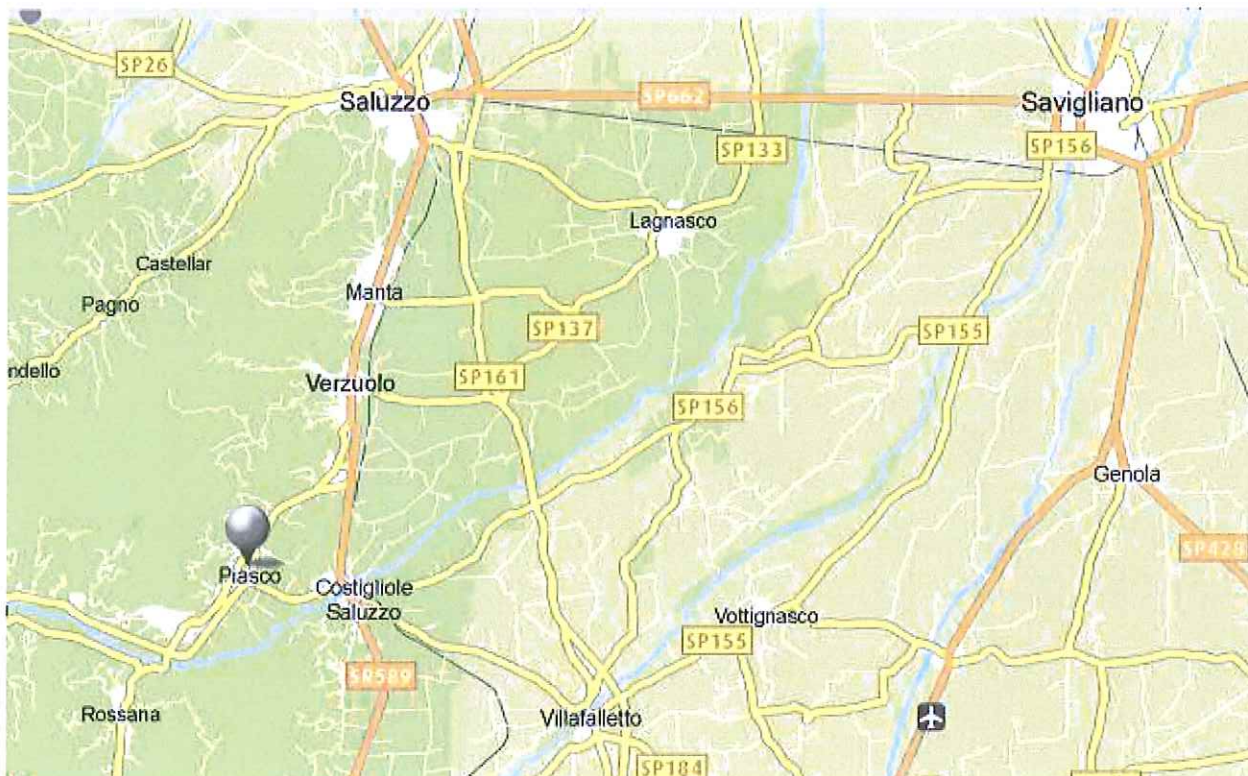 SP26
Saluzzo
SP662
Savigliano
SP133
SP156
Lagnasco
Castellar
Manta
Pagno
SP137
SP155
ndello
Verzuolo
SP161
SP156
Genola
SP428
Piasco
Costigliole
Saluzzo
Vottignasco
SP155
SR589
Rossana
Villafalletto
SP184